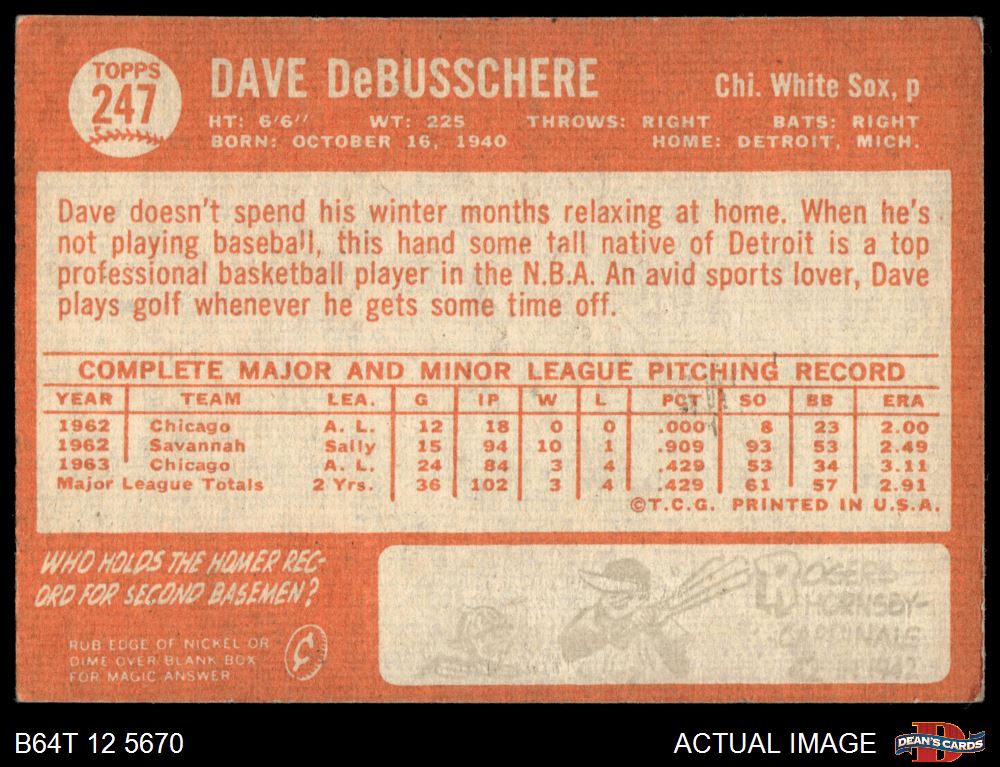 TOPPS
247
DAVE DeBUSSCHERE
Chi. White Sox, p
HT: 6'6'' WT: 225 THROWS: RIGHT BATS: RIGHT
BORN: OCTOBER 16, 1940 HOME: DETROIT, MICH.
Dave doesn't spend his winter months relaxing at home. When he's
not playing baseball, this hand some tall native of Detroit is a top
professional basketball player in the N.B.A. An avid sports lover, Dave
plays golf whenever he gets some time off.
COMPLETE MAJOR AND MINOR LEAGUE PITCHING RECORD
YEAR TEAM LEA. G IP W L PCT SO BB ERA
1962 Chicago A. L. 12 18 0 0 .000 8 23 2.00
1962 Savannah Sally 15 94 10 1 .909 93 53 2.49
1963 Chicago A. L. 24 84 3 4 .429 53 34 3.11
Major League Totals 2 Yrs. 36 102 3 4 .429 61 57 2.91
©T.C.G. PRINTED IN U.S.A.
WHO HOLDS THE HOMER REC-
ORD FOR SECOND BASEMEN?
RUB EDGE OF NICKEL OR
DIME OVER BLANK BOX
FOR MAGIC ANSWER
ROGERS
HORNSBY-
CARDINALS
B64T 12 5670
ACTUAL IMAGE
DEAN'S CARDS